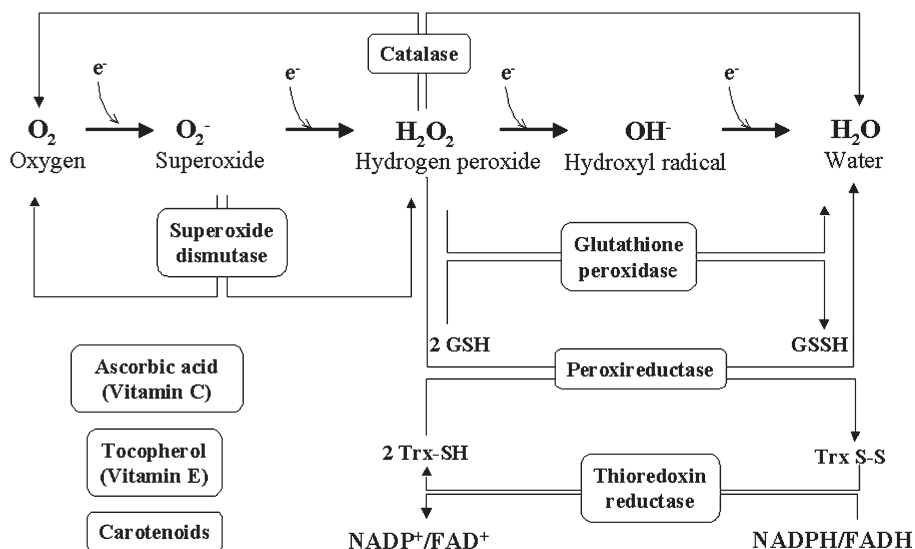 Catalase
e⁻ e⁻ e⁻ e⁻
O₂ O₂⁻ H₂O₂ OH⁻ H₂O
Oxygen Superoxide Hydrogen peroxide Hydroxyl radical Water
Superoxide
dismutase
Glutathione
peroxidase
2 GSH GSSH
Ascorbic acid
(Vitamin C)
Peroxireductase
Tocopherol
(Vitamin E)
2 Trx-SH Trx S-S
Thioredoxin
reductase
Carotenoids
NADP⁺/FAD⁺ NADPH/FADH